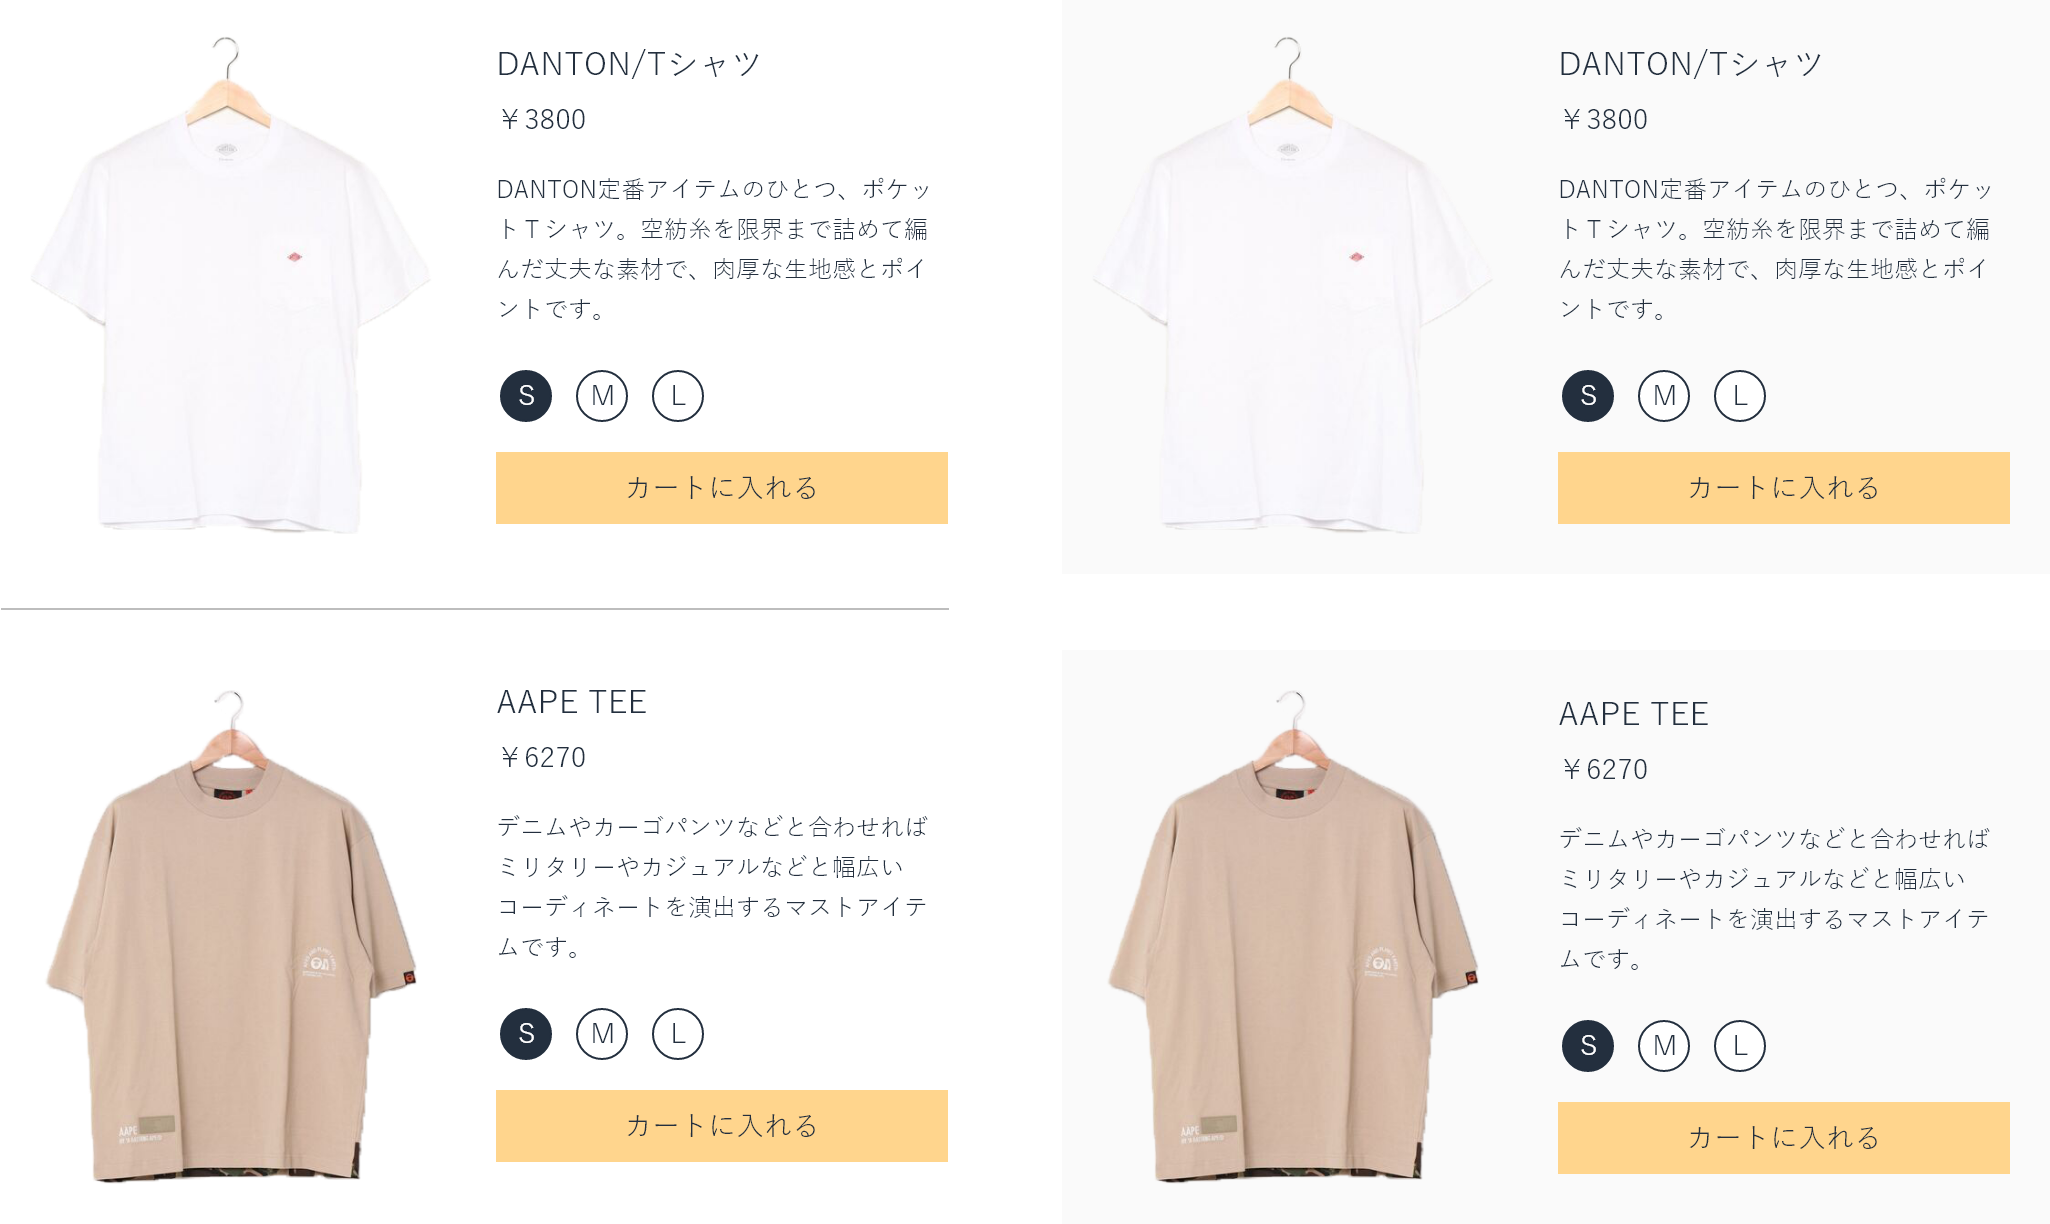 DANTON/Tシャツ
￥3800
DANTON定番アイテムのひとつ、ポケッ
トＴシャツ。空紡糸を限界まで詰めて編
んだ丈夫な素材で、肉厚な生地感とポイ
ントです。
S M L
カートに入れる
AAPE TEE
￥6270
デニムやカーゴパンツなどと合わせれば
ミリタリーやカジュアルなどと幅広い
コーディネートを演出するマストアイテ
ムです。
S M L
カートに入れる
AAPE
DANTON/Tシャツ
￥3800
DANTON定番アイテムのひとつ、ポケッ
トＴシャツ。空紡糸を限界まで詰めて編
んだ丈夫な素材で、肉厚な生地感とポイ
ントです。
S M L
カートに入れる
AAPE TEE
￥6270
デニムやカーゴパンツなどと合わせれば
ミリタリーやカジュアルなどと幅広い
コーディネートを演出するマストアイテ
ムです。
S M L
カートに入れる
AAPE